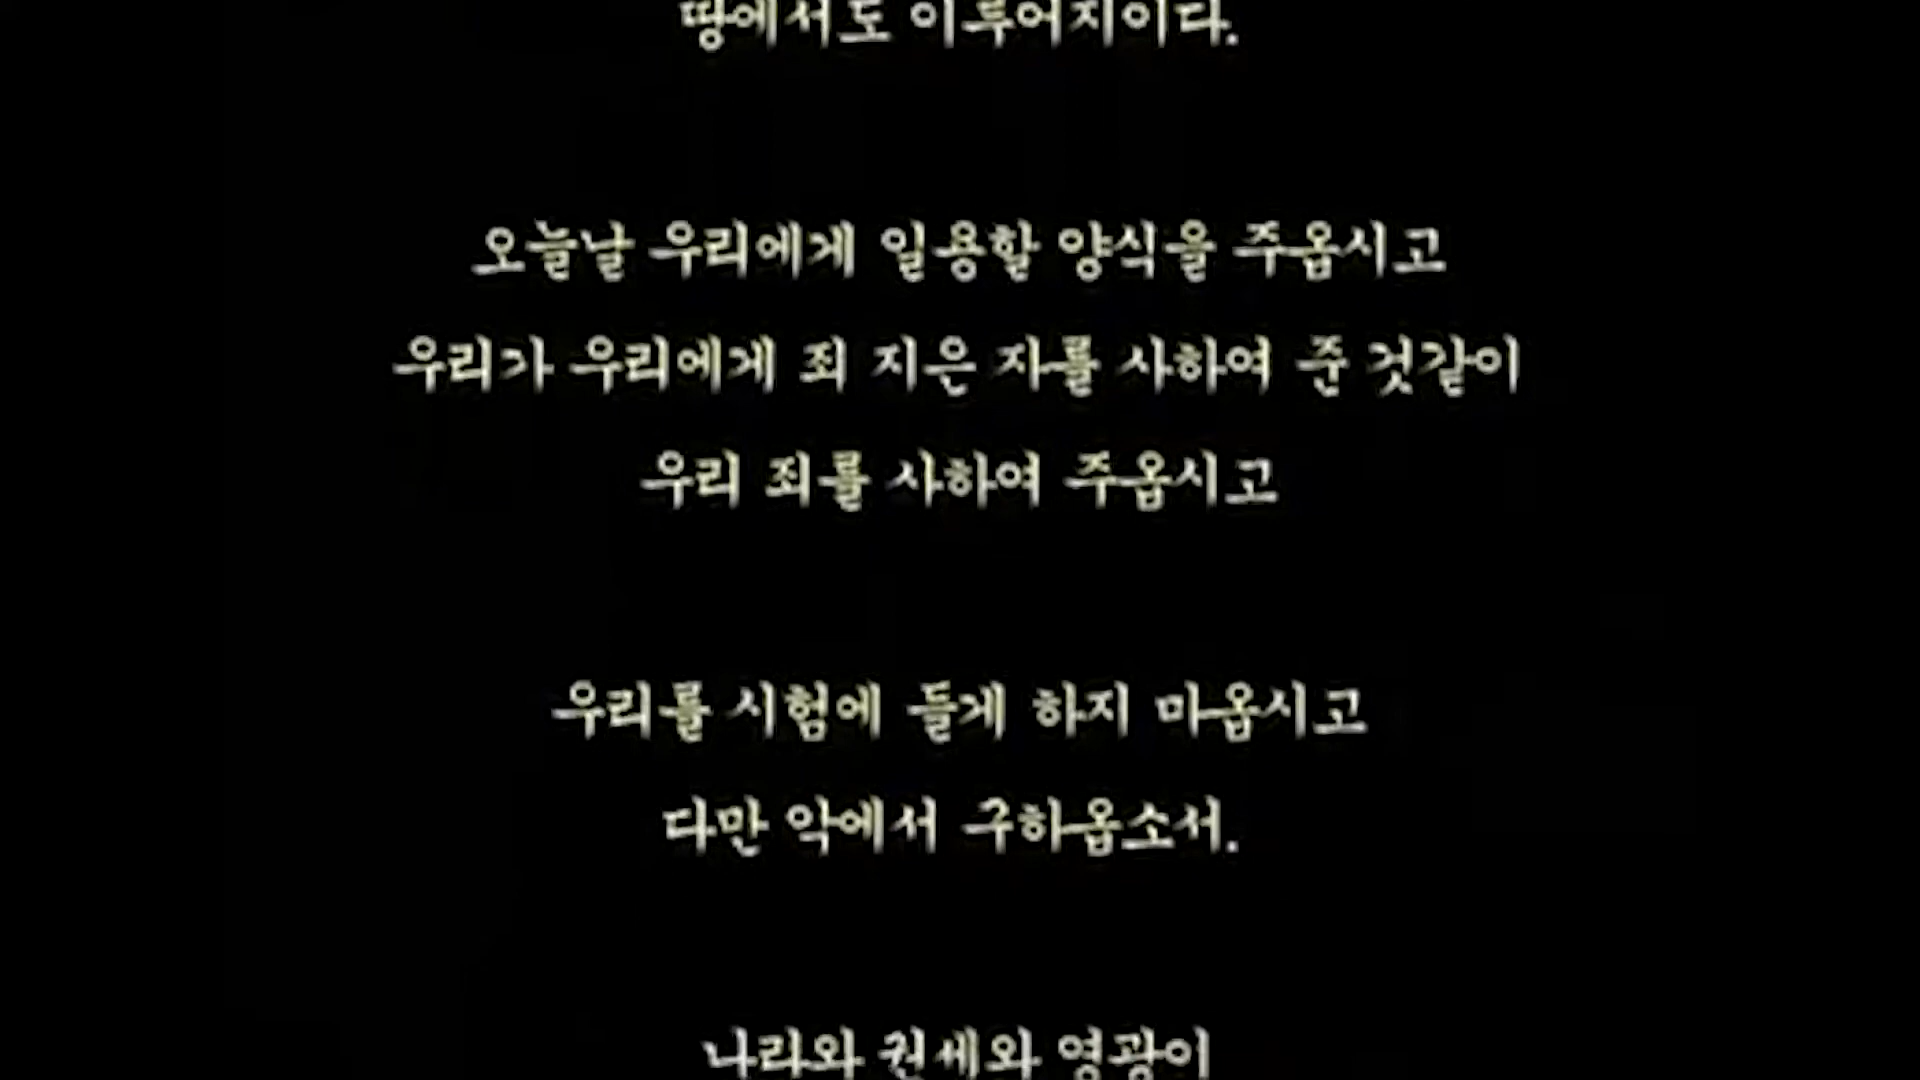 땅에서도 이루어지이다.
오늘날 우리에게 일용할 양식을 주옵시고
우리가 우리에게 죄 지은 자를 사하여 준 것같이
우리 죄를 사하여 주옵시고
우리를 시험에 들게 하지 마옵시고
다만 악에서 구하옵소서.
나라와 권세와 영광이